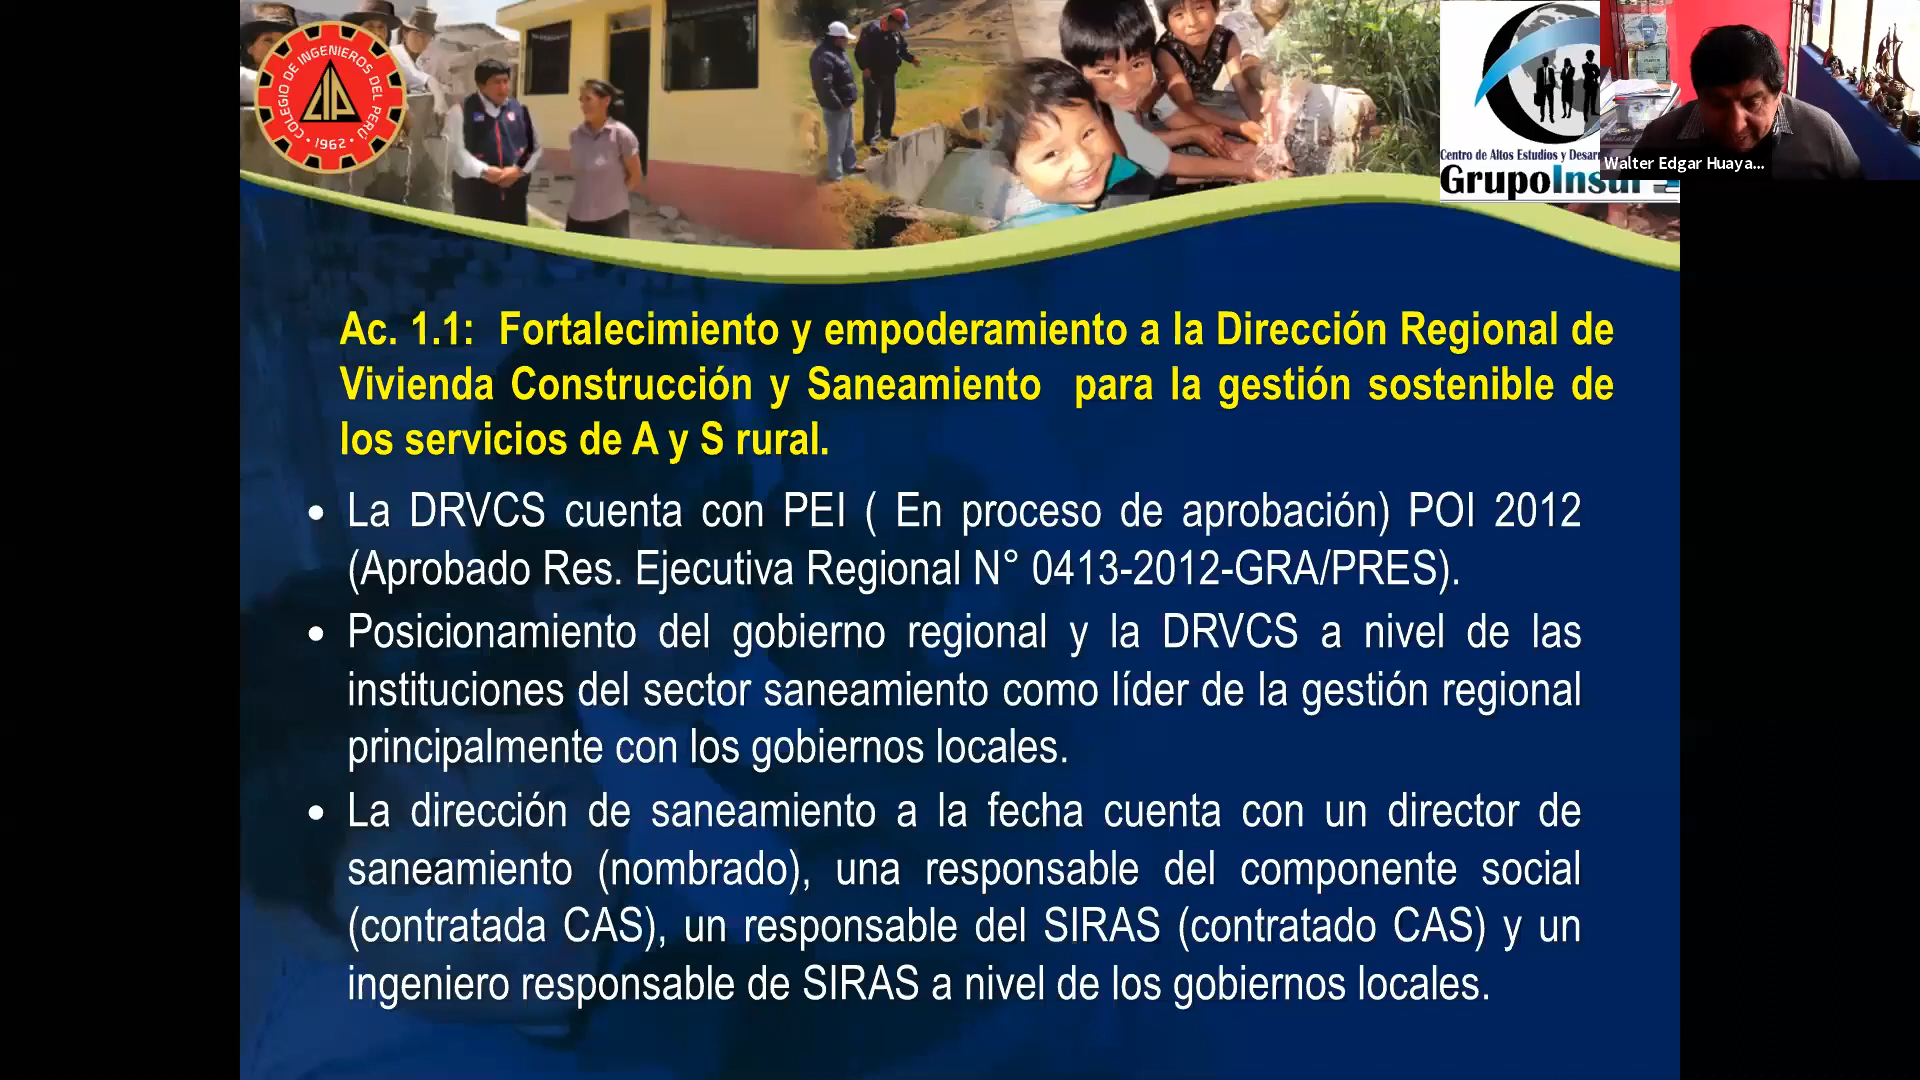 COLEGIO DE INGENIEROS DEL PERÚ
CIP
• 1962 •
Centro de Altos Estudios y Desar
GrupoInsur
Walter Edgar Huaya...
Ac. 1.1: Fortalecimiento y empoderamiento a la Dirección Regional de
Vivienda Construcción y Saneamiento para la gestión sostenible de
los servicios de A y S rural.
• La DRVCS cuenta con PEI ( En proceso de aprobación) POI 2012
(Aprobado Res. Ejecutiva Regional N° 0413-2012-GRA/PRES).
• Posicionamiento del gobierno regional y la DRVCS a nivel de las
instituciones del sector saneamiento como líder de la gestión regional
principalmente con los gobiernos locales.
• La dirección de saneamiento a la fecha cuenta con un director de
saneamiento (nombrado), una responsable del componente social
(contratada CAS), un responsable del SIRAS (contratado CAS) y un
ingeniero responsable de SIRAS a nivel de los gobiernos locales.